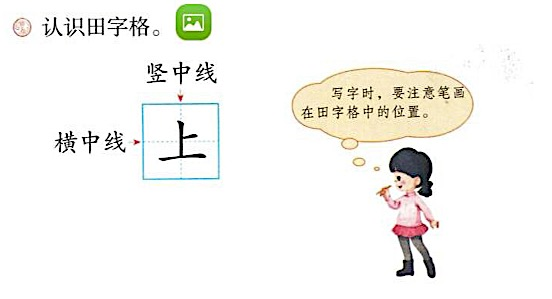 认识田字格。
竖中线
横中线
上
写字时，要注意笔画
在田字格中的位置。